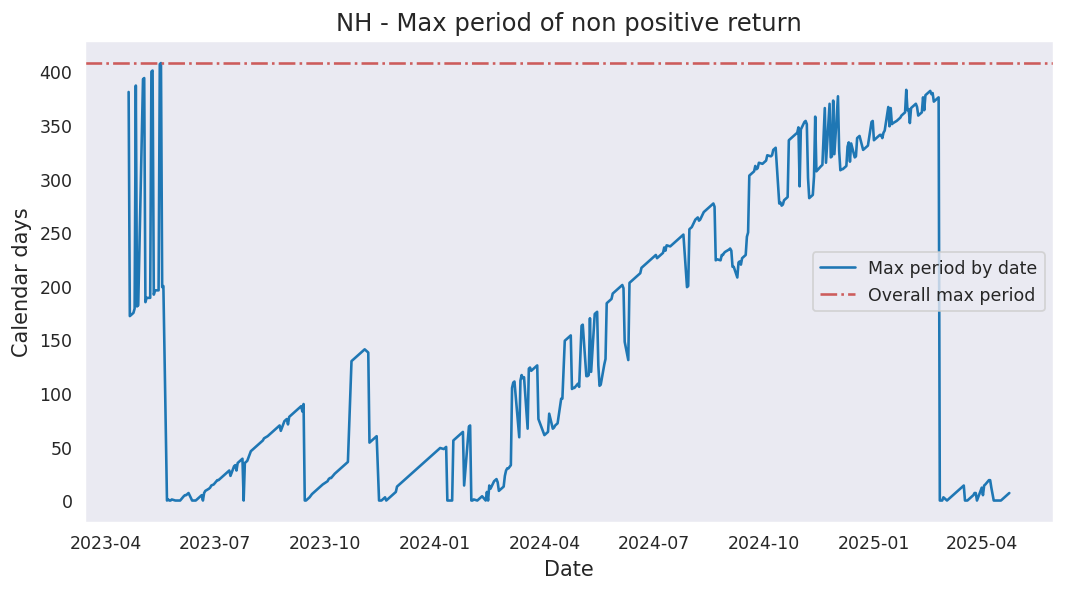 NH - Max period of non positive return
Calendar days
400
350
300
250
200
150
100
50
0
Max period by date
Overall max period
2023-04 2023-07 2023-10 2024-01 2024-04 2024-07 2024-10 2025-01 2025-04
Date